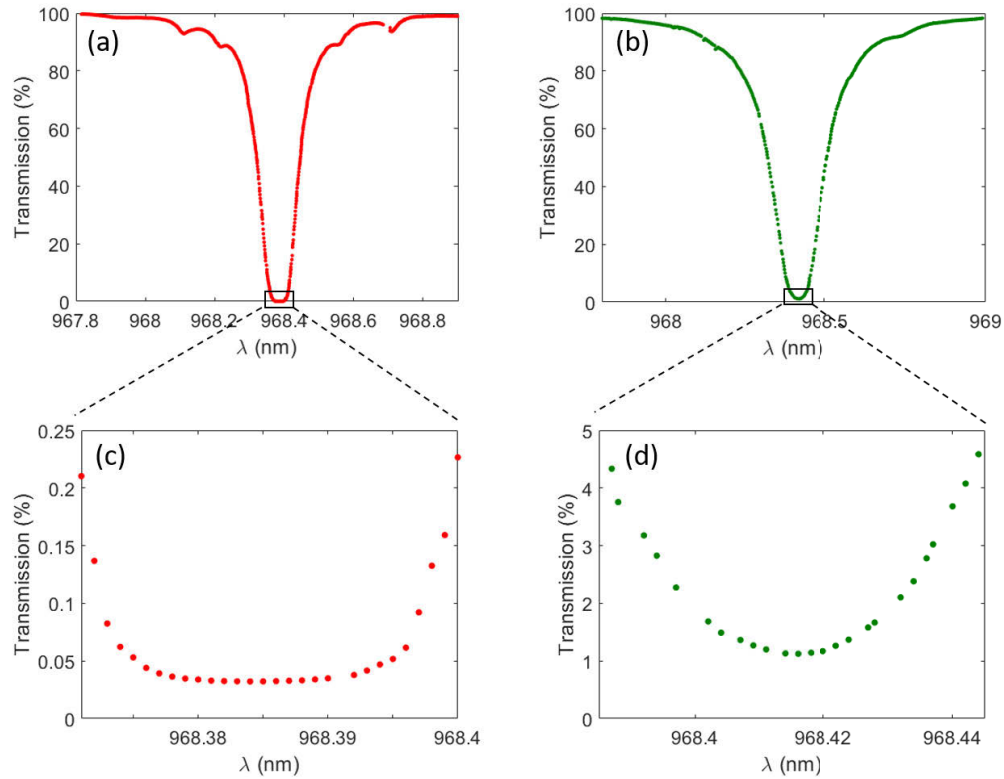 (a)
Transmission (%)
100
80
60
40
20
0
967.8 968 968.2 968.4 968.6 968.8
λ (nm)
(b)
Transmission (%)
100
80
60
40
20
0
968 968.5 969
λ (nm)
(c)
Transmission (%)
0.25
0.2
0.15
0.1
0.05
0
968.38 968.39 968.4
λ (nm)
(d)
Transmission (%)
5
4
3
2
1
0
968.4 968.42 968.44
λ (nm)